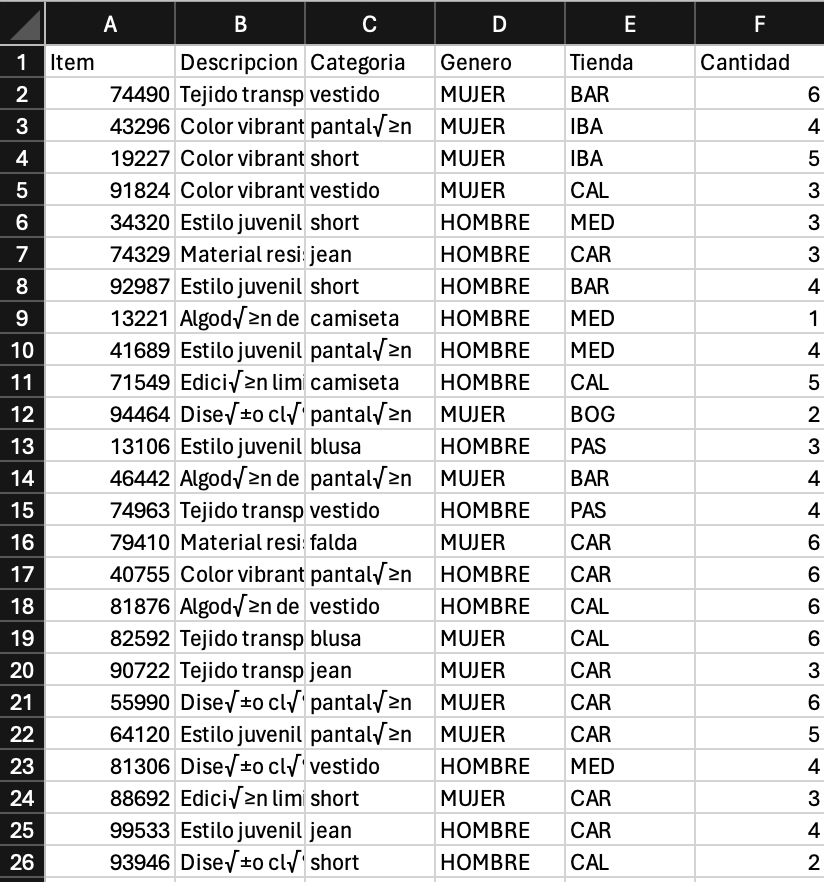 A B C D E F
1 Item Descripcion Categoria Genero Tienda Cantidad
2 74490 Tejido transp vestido MUJER BAR 6
3 43296 Color vibrant pantal√≥n MUJER IBA 4
4 19227 Color vibrant short MUJER IBA 5
5 91824 Color vibrant vestido MUJER CAL 3
6 34320 Estilo juvenil short HOMBRE MED 3
7 74329 Material resi jean HOMBRE CAR 3
8 92987 Estilo juvenil short HOMBRE BAR 4
9 13221 Algod√≥n de camiseta HOMBRE MED 1
10 41689 Estilo juvenil pantal√≥n HOMBRE MED 4
11 71549 Edici√≥n limi camiseta HOMBRE CAL 5
12 94464 Dise√±o cl√ pantal√≥n MUJER BOG 2
13 13106 Estilo juvenil blusa HOMBRE PAS 3
14 46442 Algod√≥n de pantal√≥n MUJER BAR 4
15 74963 Tejido transp vestido HOMBRE PAS 4
16 79410 Material resi falda MUJER CAR 6
17 40755 Color vibrant pantal√≥n HOMBRE CAR 6
18 81876 Algod√≥n de vestido HOMBRE CAL 6
19 82592 Tejido transp blusa MUJER CAL 6
20 90722 Tejido transp jean MUJER CAR 3
21 55990 Dise√±o cl√ pantal√≥n MUJER CAR 6
22 64120 Estilo juvenil pantal√≥n MUJER CAR 5
23 81306 Dise√±o cl√ vestido HOMBRE MED 4
24 88692 Edici√≥n limi short MUJER CAR 3
25 99533 Estilo juvenil jean HOMBRE CAR 4
26 93946 Dise√±o cl√ short HOMBRE CAL 2